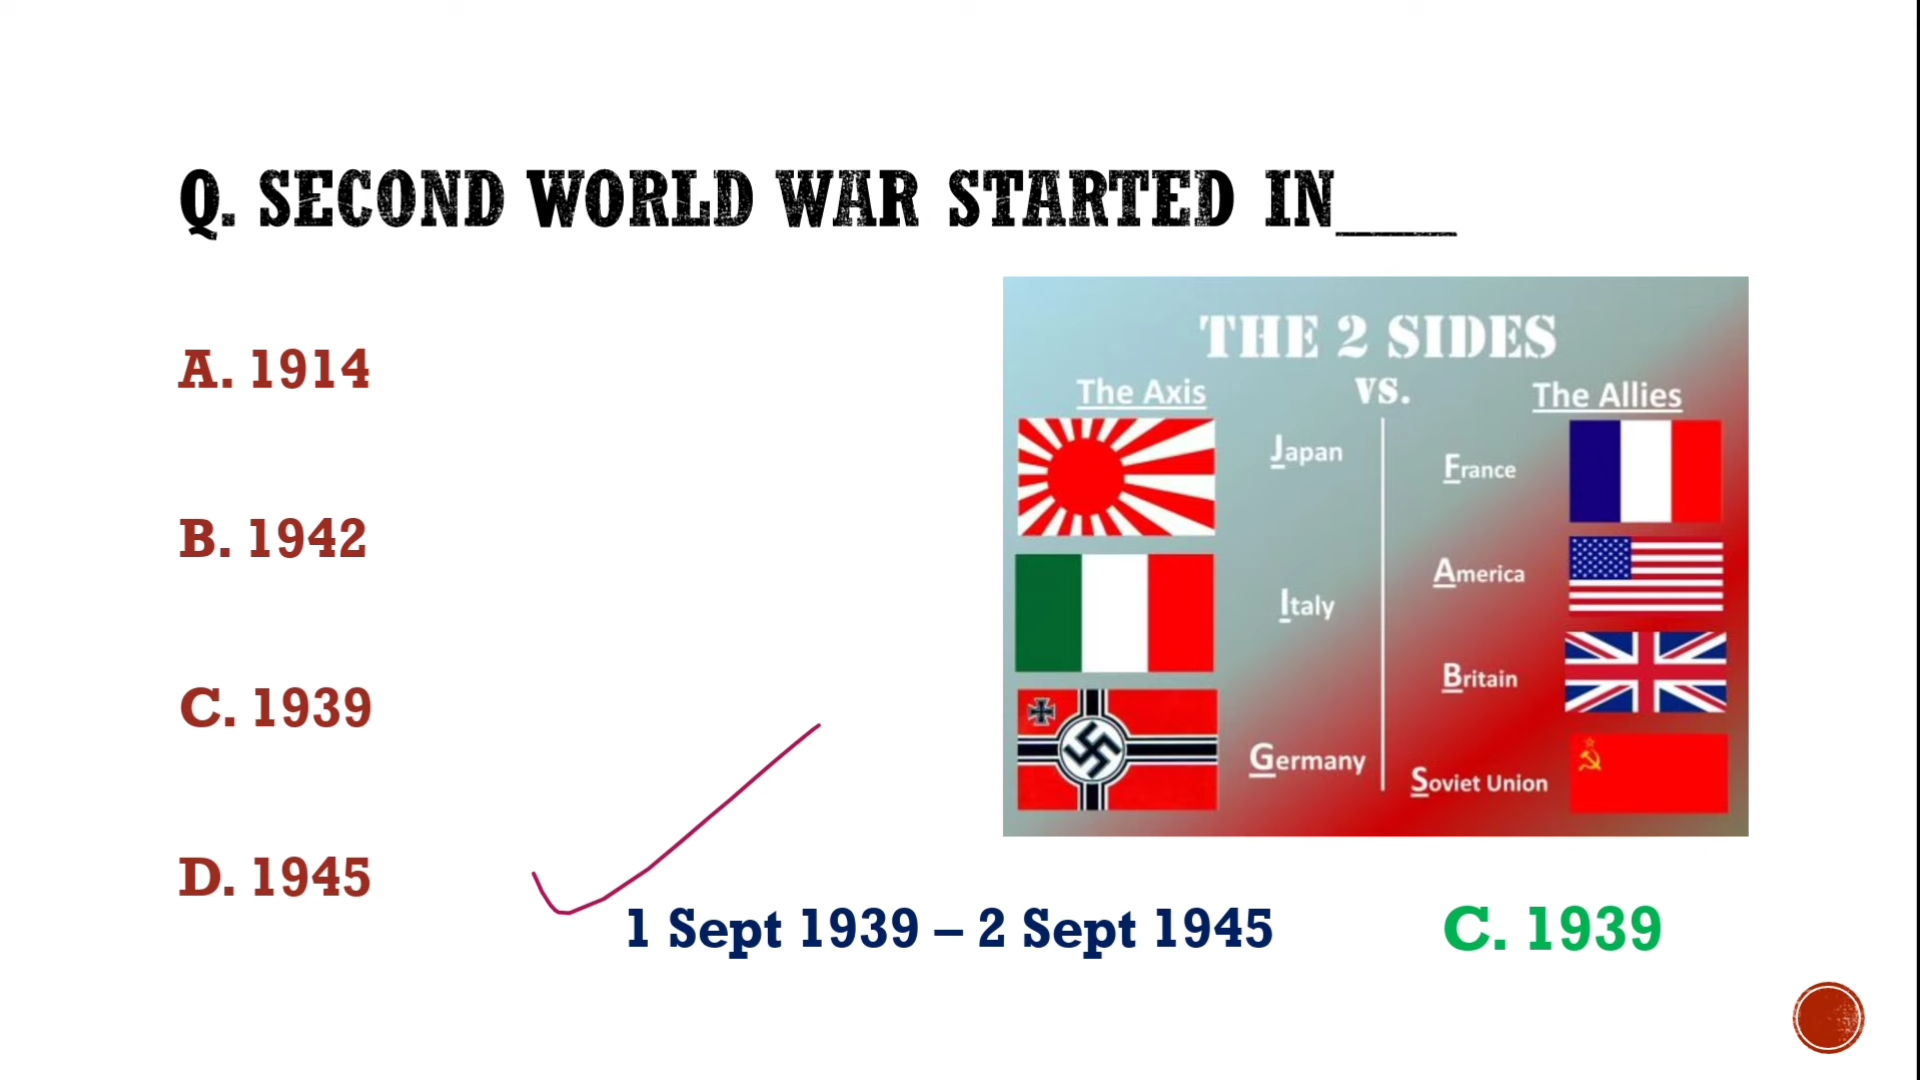 Q. SECOND WORLD WAR STARTED IN____
A. 1914
B. 1942
C. 1939
D. 1945
THE 2 SIDES
The Axis
VS.
The Allies
Japan
Italy
Germany
France
America
Britain
Soviet Union
1 Sept 1939 – 2 Sept 1945
C. 1939